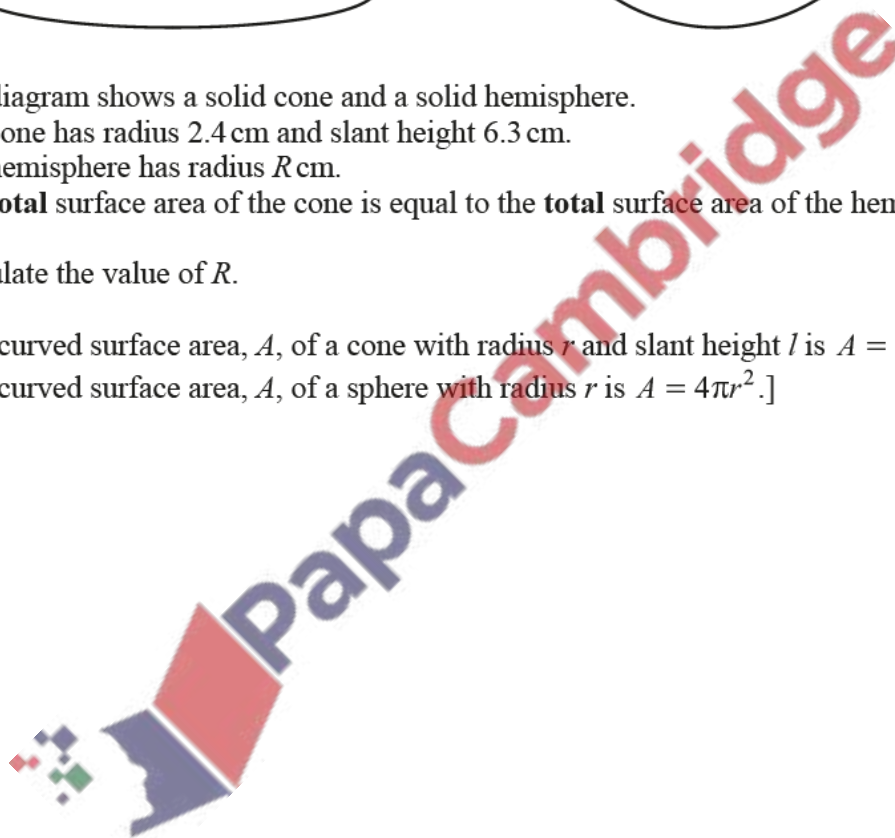 iagram shows a solid cone and a solid hemisphere.
one has radius 2.4 cm and slant height 6.3 cm.
emisphere has radius R cm.
otal surface area of the cone is equal to the total surface area of the hem
late the value of R.
curved surface area, A, of a cone with radius r and slant height l is A =
curved surface area, A, of a sphere with radius r is A = 4πr².]
PapaCambridge